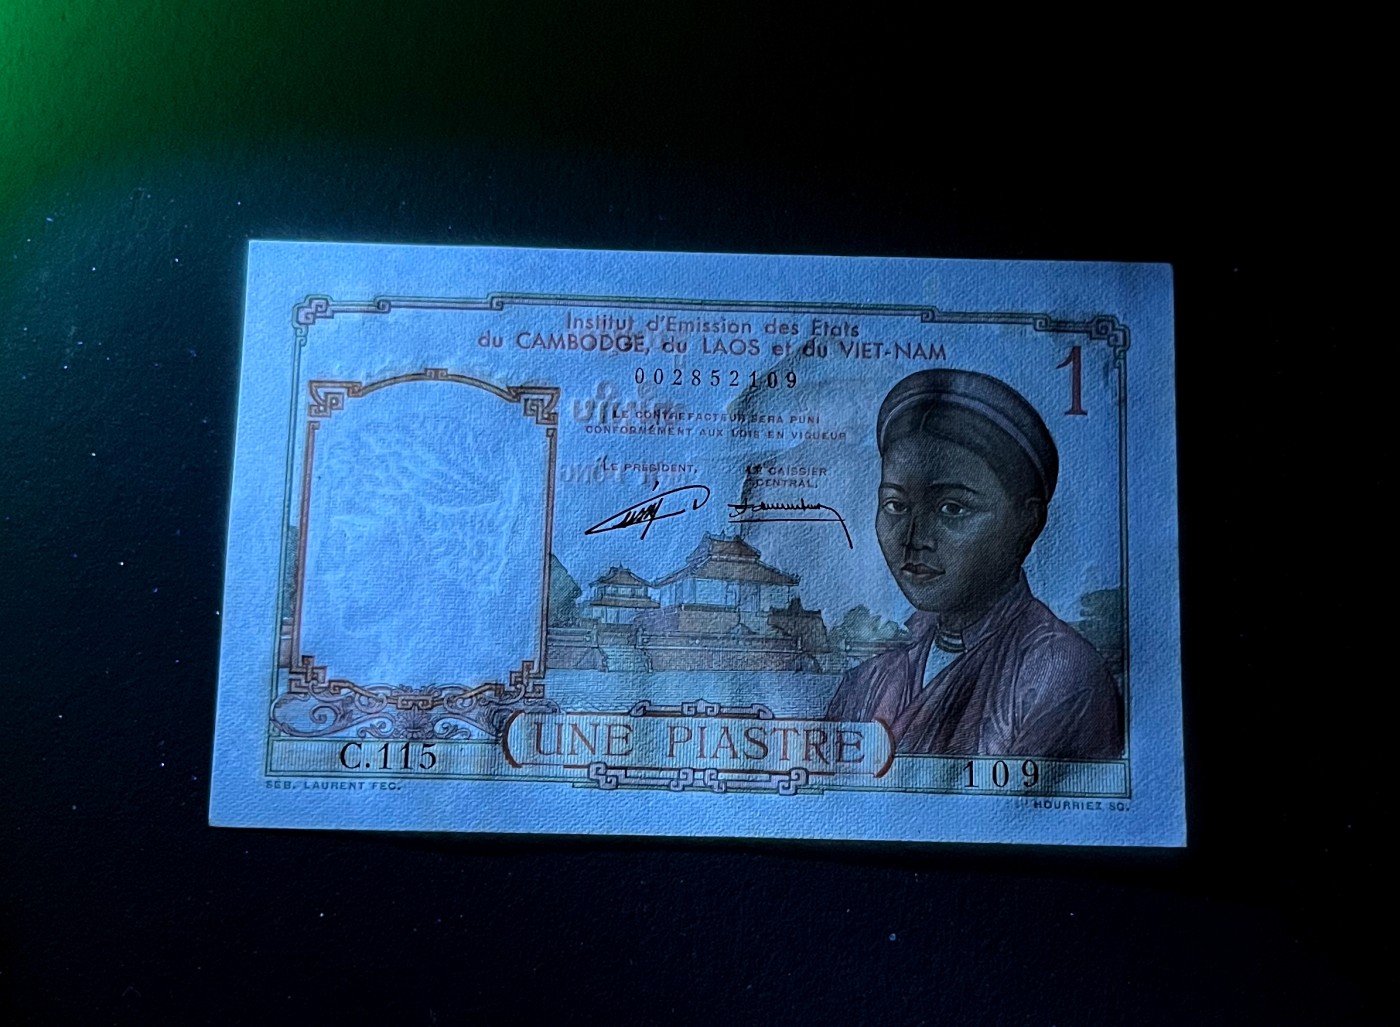 Institut d'Emission des Etats
du CAMBODGE, du LAOS et du VIET-NAM
1
002852109
LE CONTREFACTEUR SERA PUNI
CONFORMÉMENT AUX LOIS EN VIGUEUR
LE PRÉSIDENT,
LE CAISSIER
CENTRAL,
UNE PIASTRE
C.115
109
SÉB. LAURENT FEC.
HOURRIEZ SC.